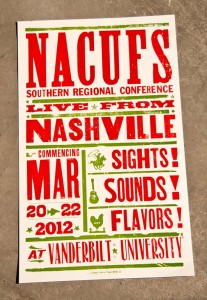 NACUFS
SOUTHERN REGIONAL CONFERENCE
LIVE FROM
NASHVILLE
COMMENCING
MAR
20-22
2012
SIGHTS!
SOUNDS!
FLAVORS!
AT VANDERBILT UNIVERSITY